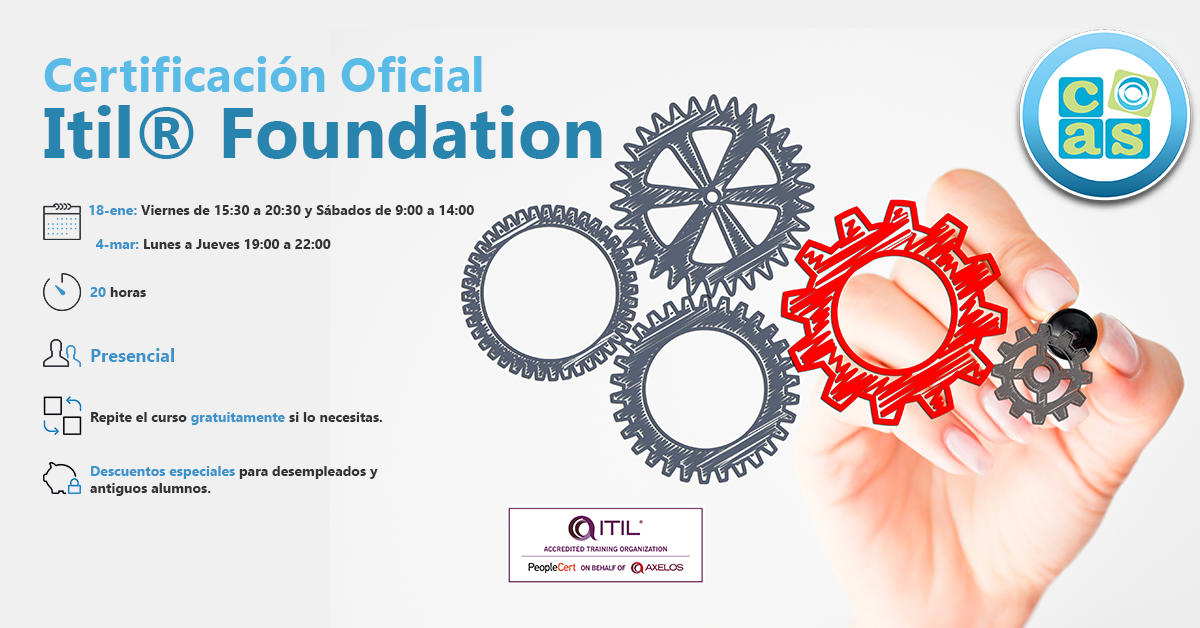 Certificación Oficial
Itil® Foundation
18-ene: Viernes de 15:30 a 20:30 y Sábados de 9:00 a 14:00
4-mar: Lunes a Jueves 19:00 a 22:00
20 horas
Presencial
Repite el curso gratuitamente si lo necesitas.
Descuentos especiales para desempleados y
antiguos alumnos.
co
as
ITIL®
ACCREDITED TRAINING ORGANIZATION
PeopleCert ON BEHALF OF AXELOS